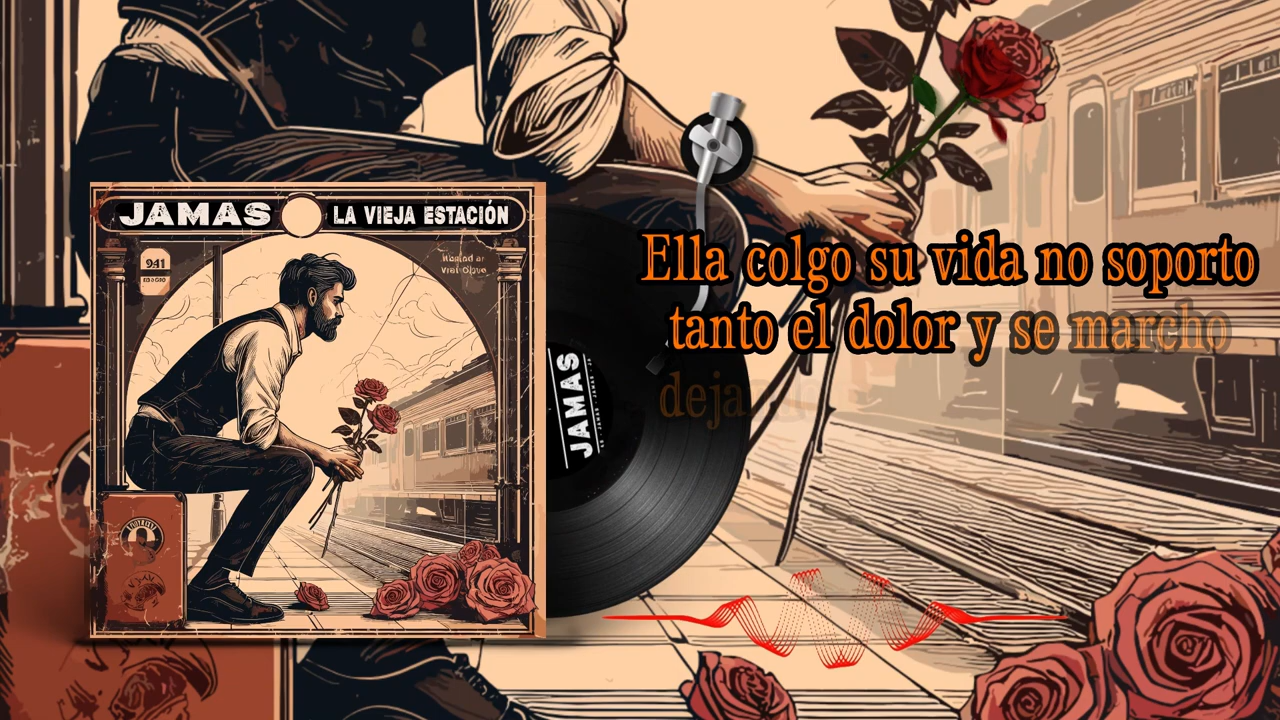 JAMAS
LA VIEJA ESTACIÓN
941
Ella colgo su vida no soporto
tanto el dolor y se marcho
JAMAS